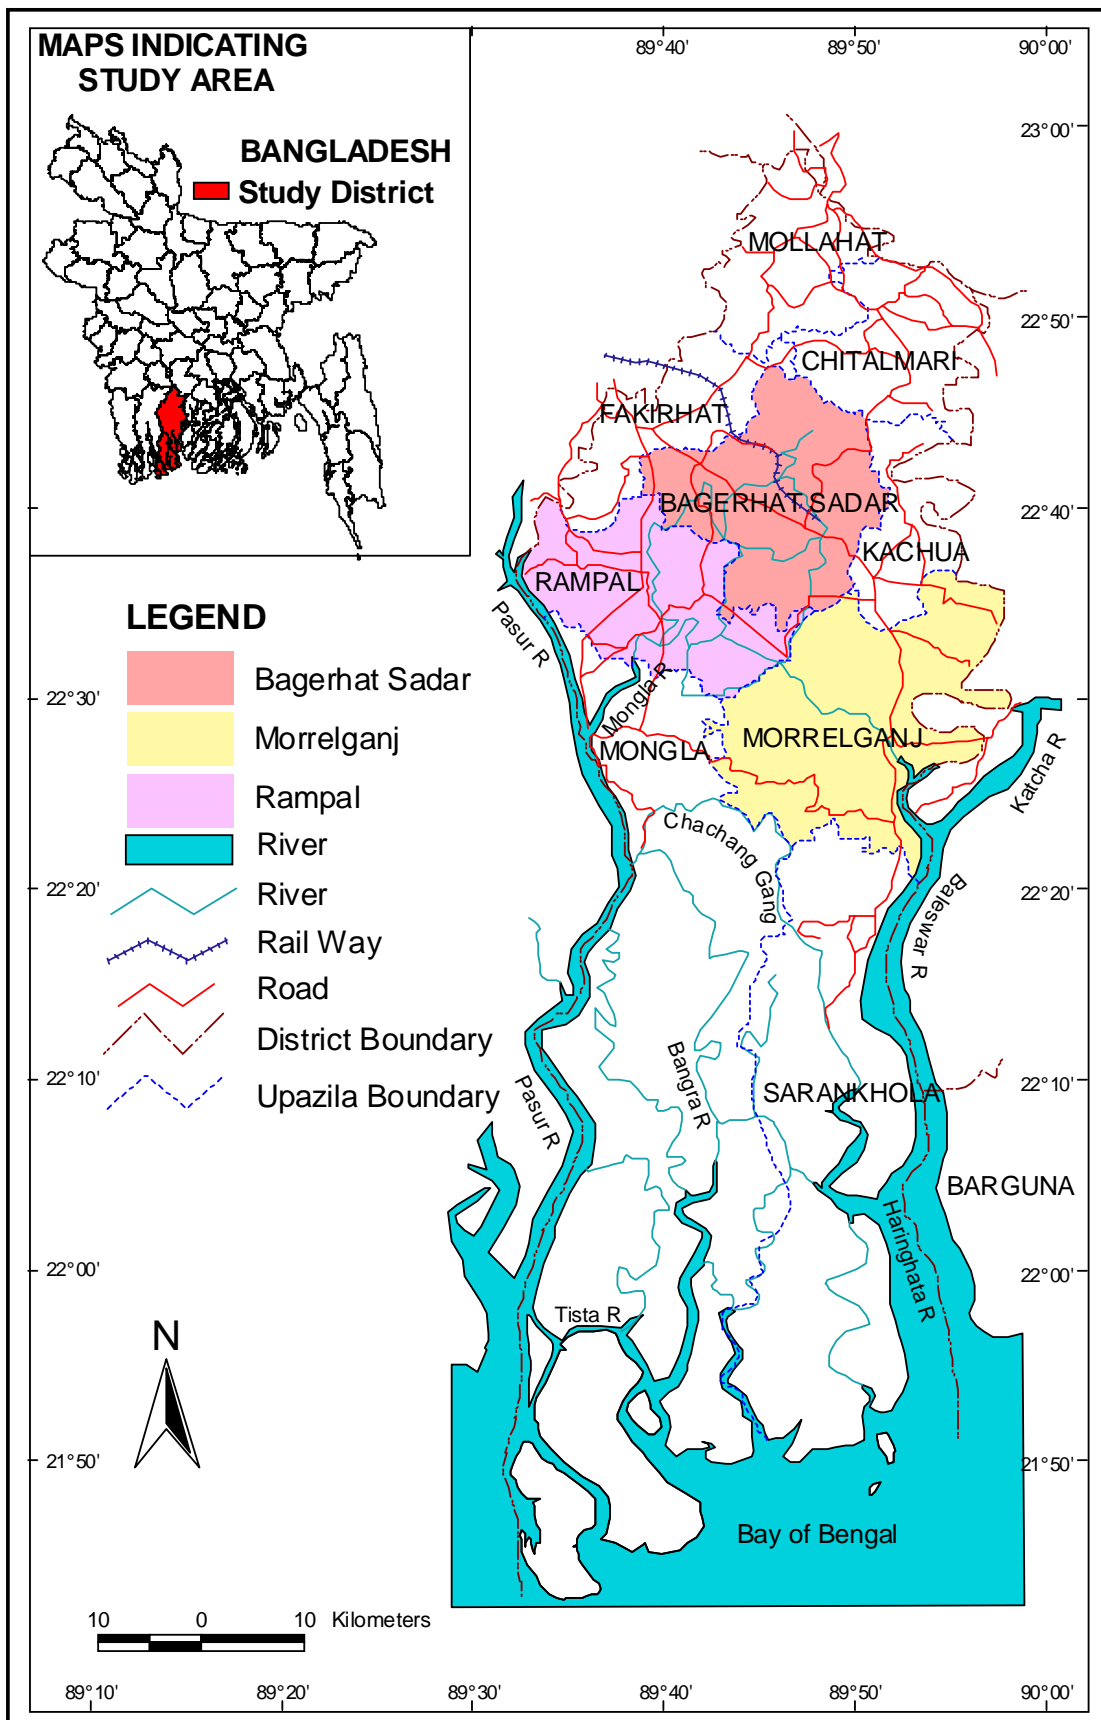 MAPS INDICATING
STUDY AREA
BANGLADESH
Study District
89°40'
89°50'
90°00'
23°00'
22°50'
22°40'
22°30'
22°20'
22°10'
22°00'
21°50'
MOLLAHAT
CHITALMARI
FAKIRHAT
BAGERHAT SADAR
KACHUA
RAMPAL
Pasur R
Mongla R
MONGLA
MORRELGANJ
Katcha R
Chachang Gang
Baleswar R
Bangra R
Pasur R
SARANKHOLA
BARGUNA
Haringhata R
Tista R
Bay of Bengal
LEGEND
Bagerhat Sadar
Morrelganj
Rampal
River
River
Rail Way
Road
District Boundary
Upazila Boundary
22°30'
22°20'
22°10'
22°00'
21°50'
N
10 0 10 Kilometers
89°10'
89°20'
89°30'
89°40'
89°50'
90°00'